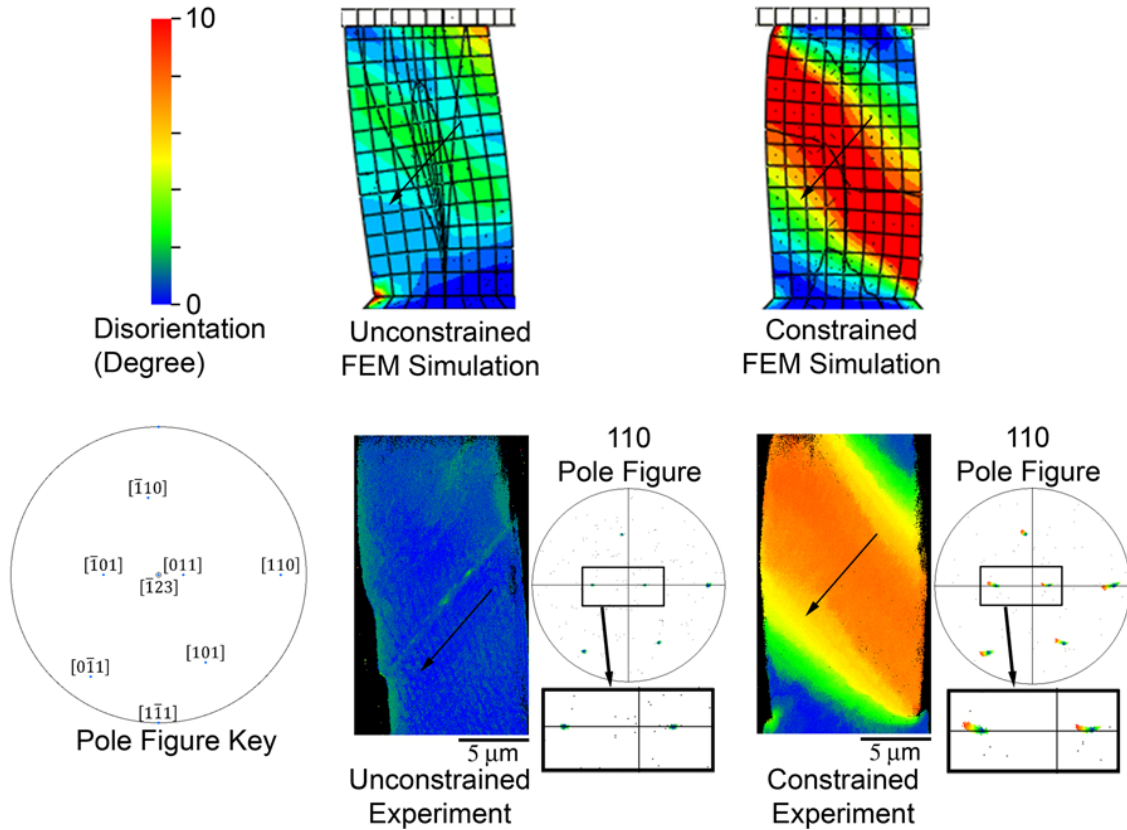 10
0
Disorientation
(Degree)
Unconstrained
FEM Simulation
Constrained
FEM Simulation
[1̄10]
[1̄01]
[011]
[110]
[1̄23]
[101]
[01̄1]
[11̄1]
Pole Figure Key
110
Pole Figure
5 μm
Unconstrained
Experiment
110
Pole Figure
5 μm
Constrained
Experiment